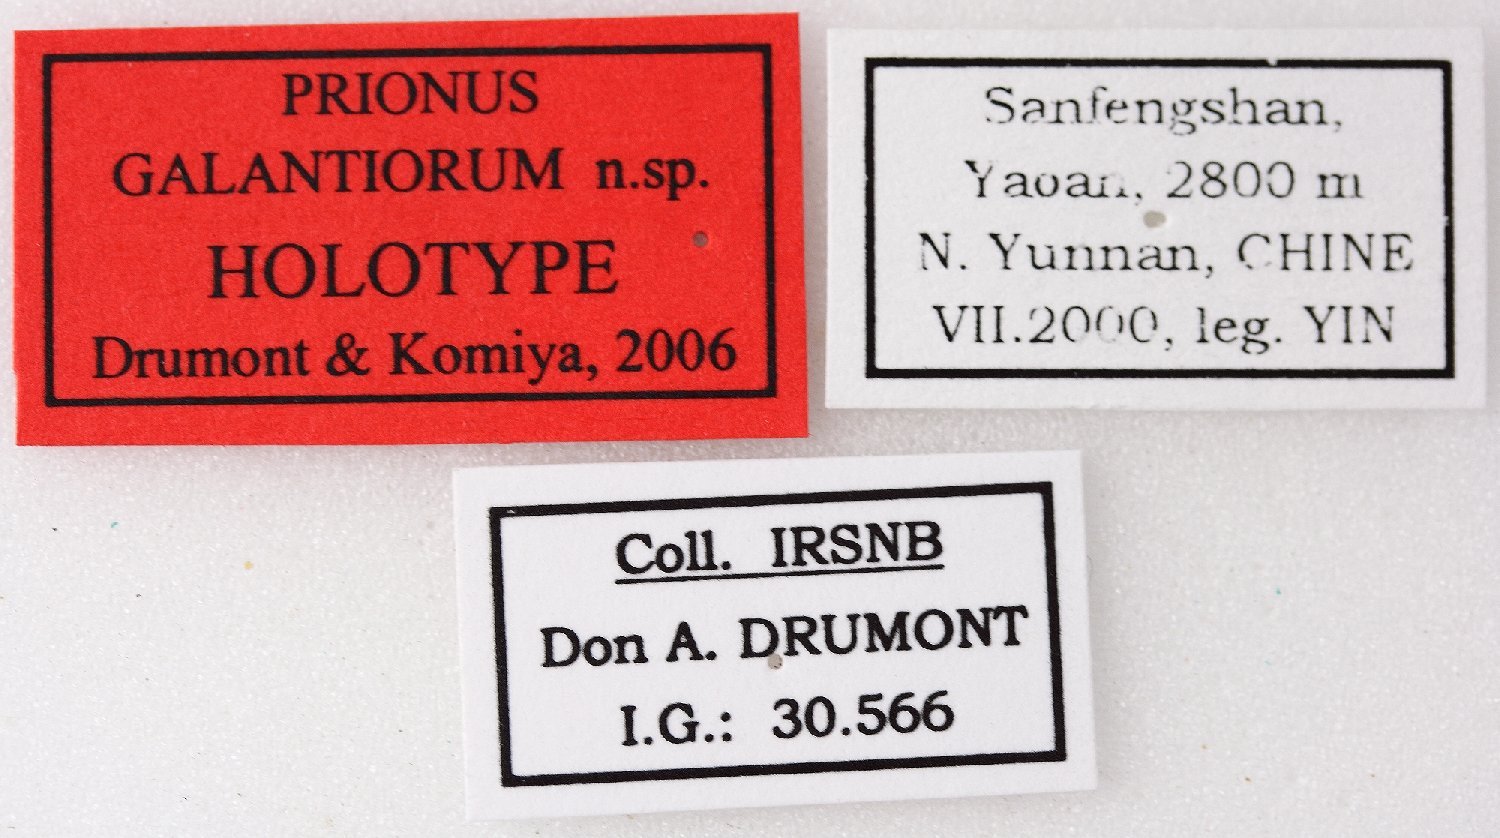 PRIONUS
GALANTIORUM n.sp.
HOLOTYPE
Drumont & Komiya, 2006
Sanfengshan,
Yaoan, 2800 m
N. Yunnan, CHINE
VII.2000, leg. YIN
Coll. IRSNB
Don A. DRUMONT
I.G.: 30.566